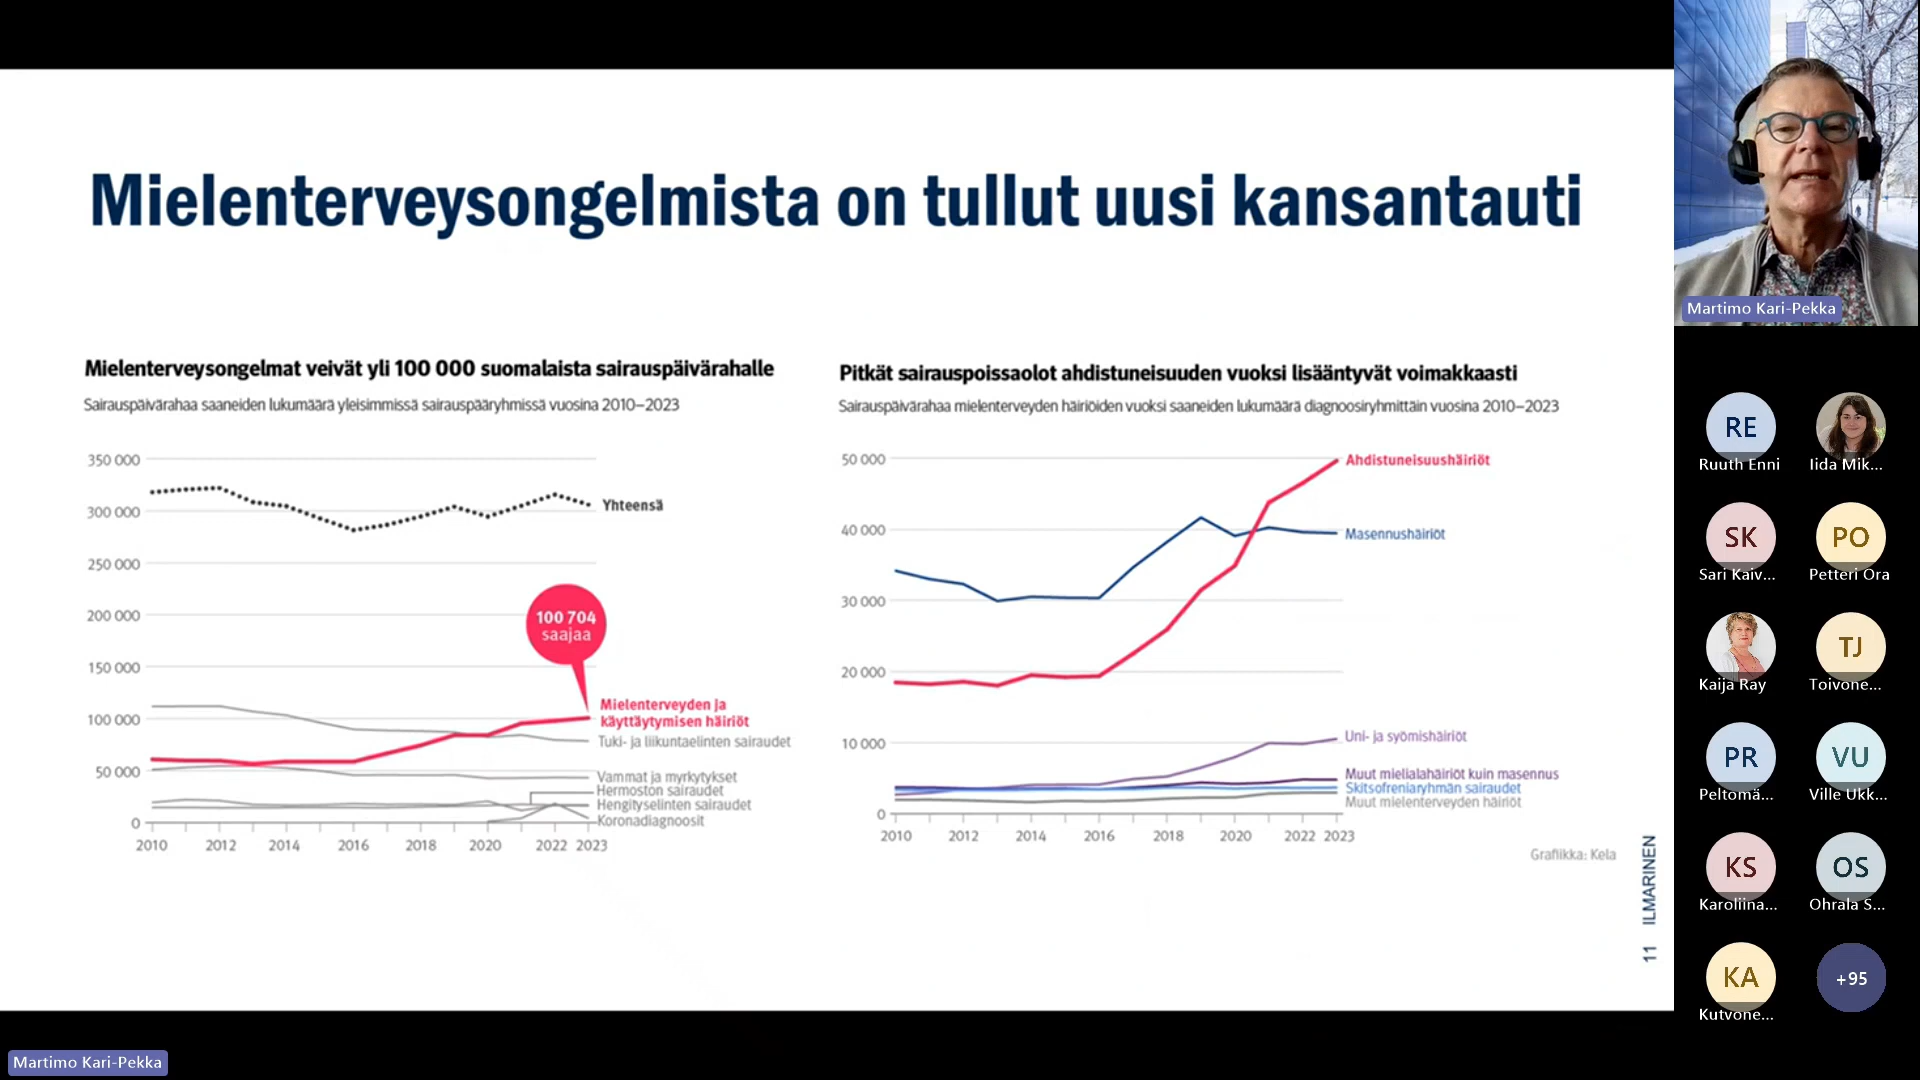 Mielenterveysongelmista on tullut uusi kansantauti
Mielenterveysongelmat veivät yli 100 000 suomalaista sairauspäivärahalle
Sairauspäivärahaa saaneiden lukumäärä yleisimmissä sairauspääryhmissä vuosina 2010–2023
350 000
300 000
250 000
200 000
150 000
100 000
50 000
0
Yhteensä
100 704
saajaa
Mielenterveyden ja
käyttäytymisen häiriöt
Tuki- ja liikuntaelinten sairaudet
Vammat ja myrkytykset
Hermoston sairaudet
Hengityselinten sairaudet
Koronadiagnoosit
2010 2012 2014 2016 2018 2020 2022 2023
Pitkät sairauspoissaolot ahdistuneisuuden vuoksi lisääntyvät voimakkaasti
Sairauspäivärahaa mielenterveyden häiriöiden vuoksi saaneiden lukumäärä diagnoosiryhmittäin vuosina 2010–2023
50 000
40 000
30 000
20 000
10 000
0
Ahdistuneisuushäiriöt
Masennushäiriöt
Uni- ja syömishäiriöt
Muut mielialahäiriöt kuin masennus
Skitsofreniaryhmän sairaudet
Muut mielenterveyden häiriöt
2010 2012 2014 2016 2018 2020 2022 2023
Grafiikka: Kela
11 ILMARINEN
Martimo Kari-Pekka
RE
Ruuth Enni
Iida Mik...
SK
Sari Kaiv...
PO
Petteri Ora
Kaija Ray
TJ
Toivone...
PR
Peltomä...
VU
Ville Ukk...
KS
Karoliina...
OS
Ohrala S...
KA
Kutvone...
+95
Martimo Kari-Pekka